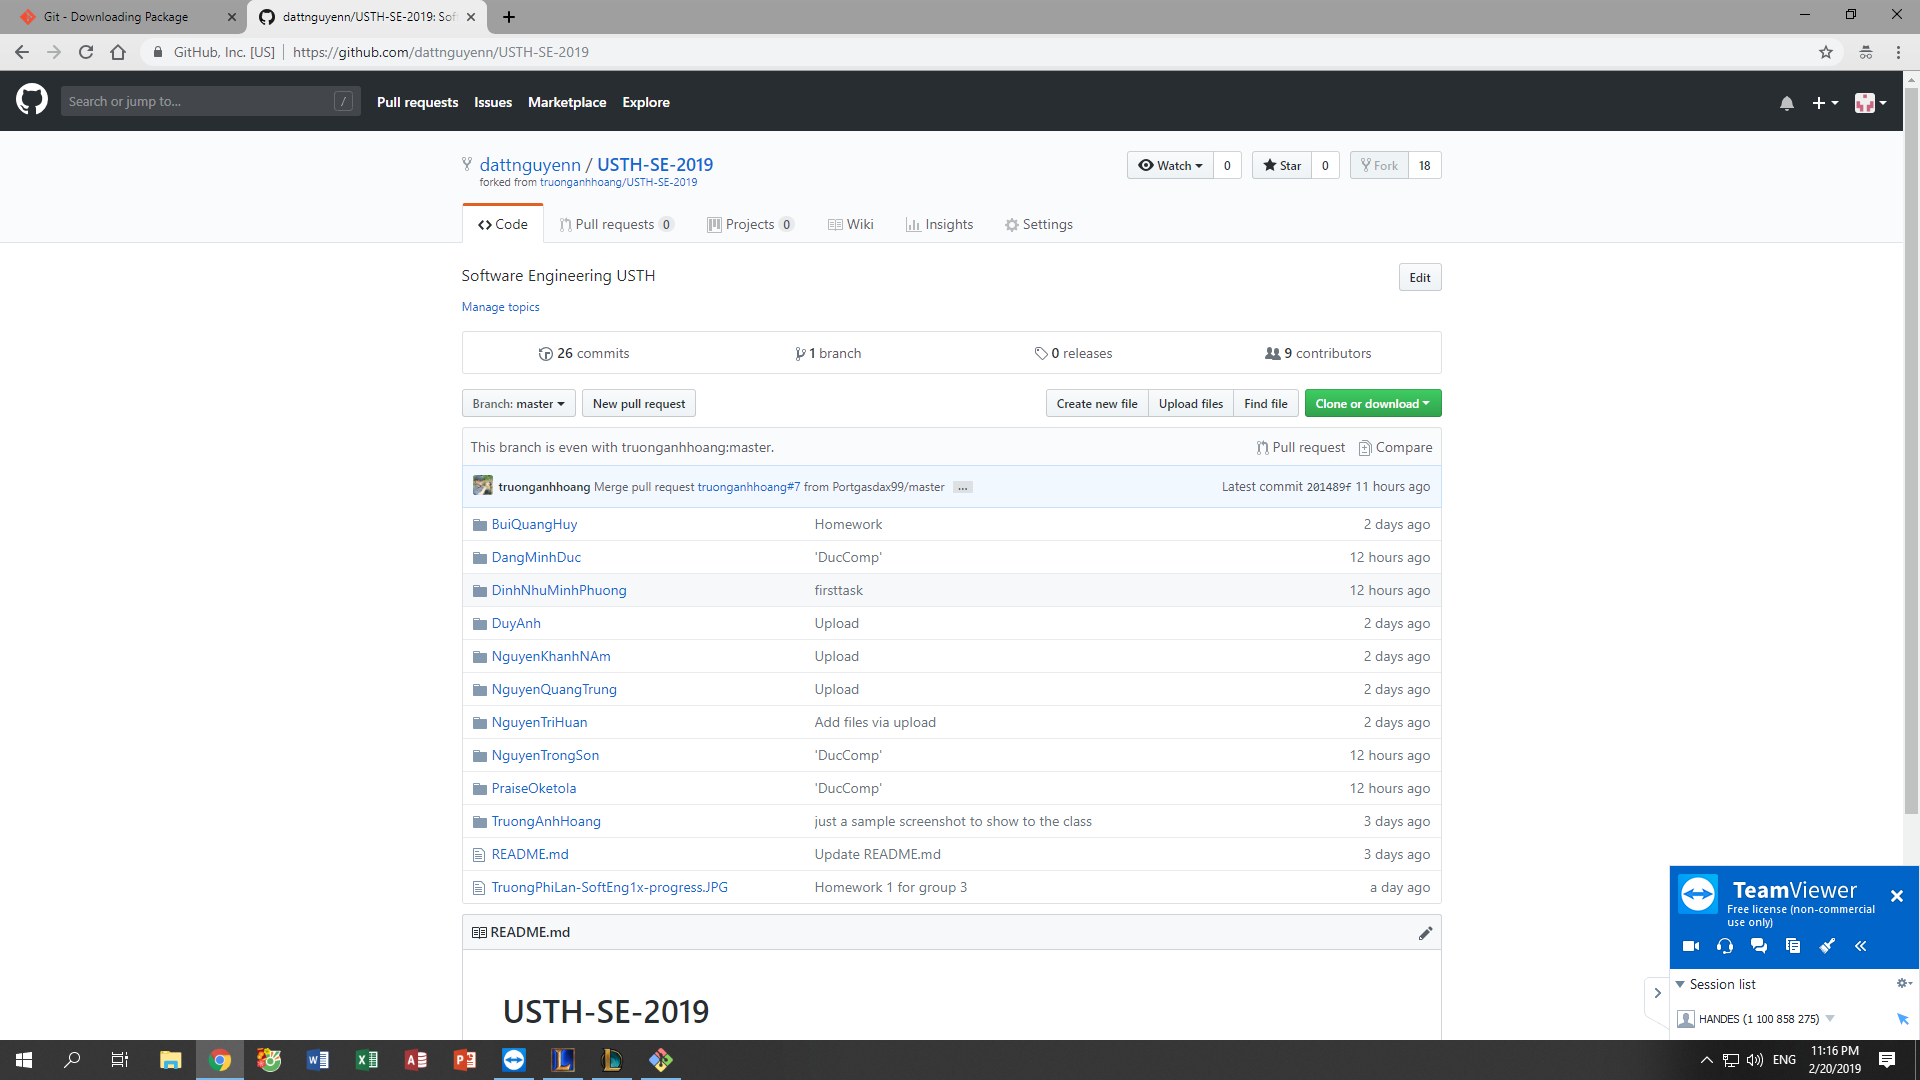 Git - Downloading Package
dattnguyenn/USTH-SE-2019: Sof
GitHub, Inc. [US] https://github.com/dattnguyenn/USTH-SE-2019
Search or jump to... /
Pull requests Issues Marketplace Explore
dattnguyenn / USTH-SE-2019
Watch 0 Star 0 Fork 18
forked from truonganhhoang/USTH-SE-2019
Code Pull requests 0 Projects 0 Wiki Insights Settings
Software Engineering USTH Edit
Manage topics
26 commits 1 branch 0 releases 9 contributors
Branch: master New pull request Create new file Upload files Find file Clone or download
This branch is even with truonganhhoang:master. Pull request Compare
truonganhhoang Merge pull request truonganhhoang#7 from Portgasdax99/master ... Latest commit 201489f 11 hours ago
BuiQuangHuy Homework 2 days ago
DangMinhDuc 'DucComp' 12 hours ago
DinhNhuMinhPhuong firsttask 12 hours ago
DuyAnh Upload 2 days ago
NguyenKhanhNAm Upload 2 days ago
NguyenQuangTrung Upload 2 days ago
NguyenTriHuan Add files via upload 2 days ago
NguyenTrongSon 'DucComp' 12 hours ago
PraiseOketola 'DucComp' 12 hours ago
TruongAnhHoang just a sample screenshot to show to the class 3 days ago
README.md Update README.md 3 days ago
TruongPhiLan-SoftEng1x-progress.JPG Homework 1 for group 3 a day ago
README.md
USTH-SE-2019
TeamViewer
Free license (non-commercial
use only)
Session list
HANDES (1 100 858 275)
ENG
11:16 PM
2/20/2019